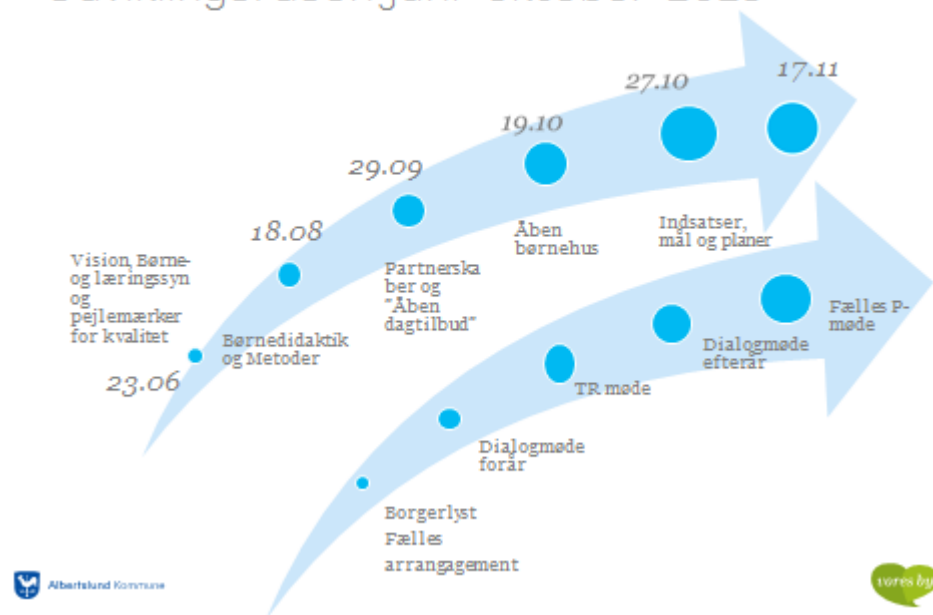 27.10
17.11
19.10
29.09
18.08
Vision, Børne-
og læringssyn
og
pejlemærker
for kvalitet
23.06
Børnedidaktik
og Metoder
Partnerska
ber og
"Åben
dagtilbud"
Åben
børnehus
Indsatser,
mål og planer
Fælles P-
møde
Dialogmøde
efterår
TR møde
Dialogmøde
forår
Borgerlyst
Fælles
arrangagement
Albertslund Kommune
vores by